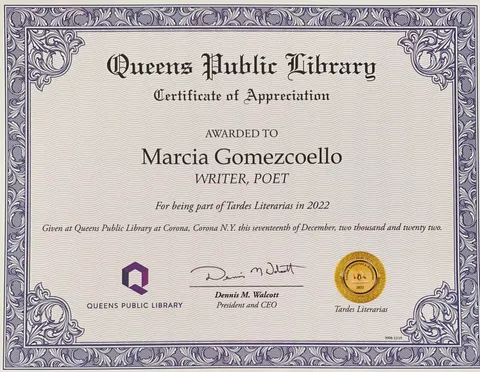 Queens Public Library
Certificate of Appreciation
AWARDED TO
Marcia Gomezcoello
WRITER, POET
For being part of Tardes Literarias in 2022
Given at Queens Public Library at Corona, Corona N.Y. this seventeenth of December, two thousand and twenty two.
QUEENS PUBLIC LIBRARY
Dennis M. Walcott
President and CEO
Tardes Literarias